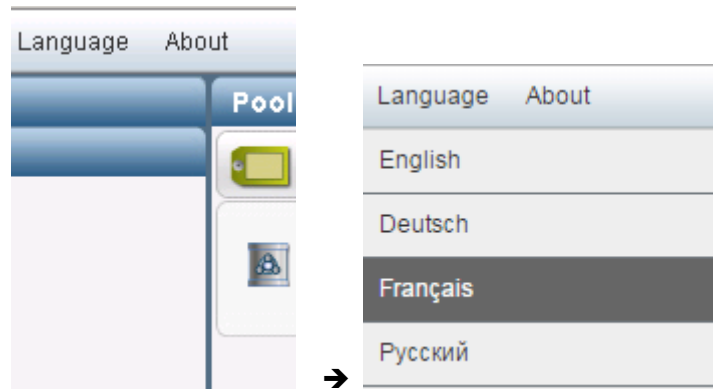 Language About
Pool
Language About
English
Deutsch
Français
Русский